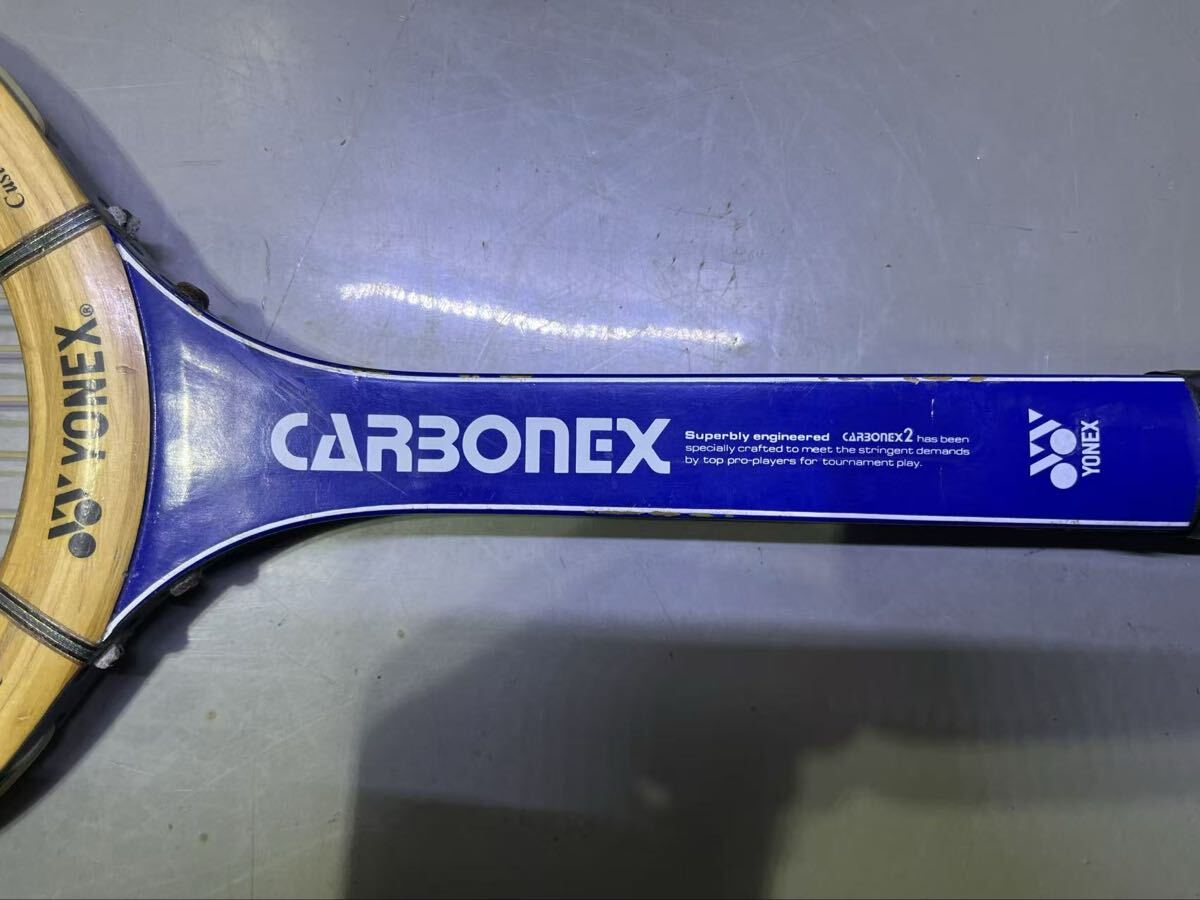 YONEX®
CARBONEX
Superbly engineered CARBONEX2 has been
specially crafted to meet the stringent demands
by top pro-players for tournament play.
YONEX